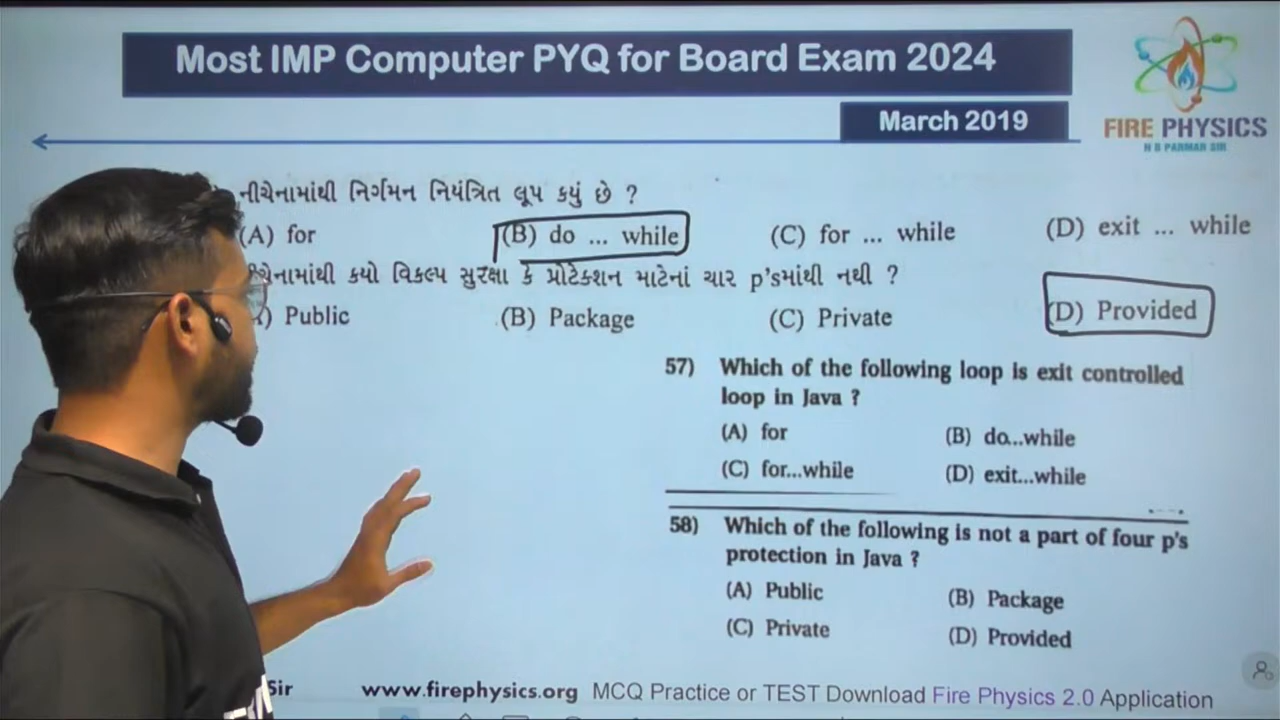 Most IMP Computer PYQ for Board Exam 2024
March 2019
FIRE PHYSICS
H B PARMAR SIR
નીચેનામાંથી નિર્ગમન નિયંત્રિત લૂપ કયું છે ?
(A) for (B) do ... while (C) for ... while (D) exit ... while
કયો વિકલ્પ સુરક્ષા કે પ્રોટેકશન માટેનાં ચાર p'sમાંથી નથી ?
) Public (B) Package (C) Private (D) Provided
57) Which of the following loop is exit controlled
loop in Java ?
(A) for (B) do...while
(C) for...while (D) exit...while
58) Which of the following is not a part of four p's
protection in Java ?
(A) Public (B) Package
(C) Private (D) Provided
Sir www.firephysics.org MCQ Practice or TEST Download Fire Physics 2.0 Application